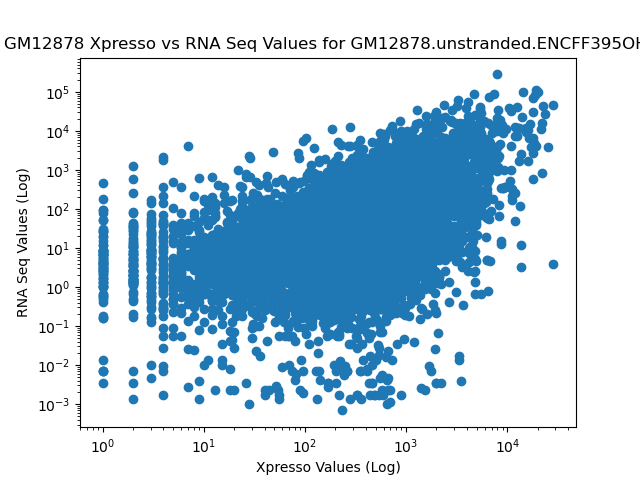 GM12878 Xpresso vs RNA Seq Values for GM12878.unstranded.ENCFF395OH
RNA Seq Values (Log)
10⁵
10⁴
10³
10²
10¹
10⁰
10⁻¹
10⁻²
10⁻³
10⁰ 10¹ 10² 10³ 10⁴
Xpresso Values (Log)